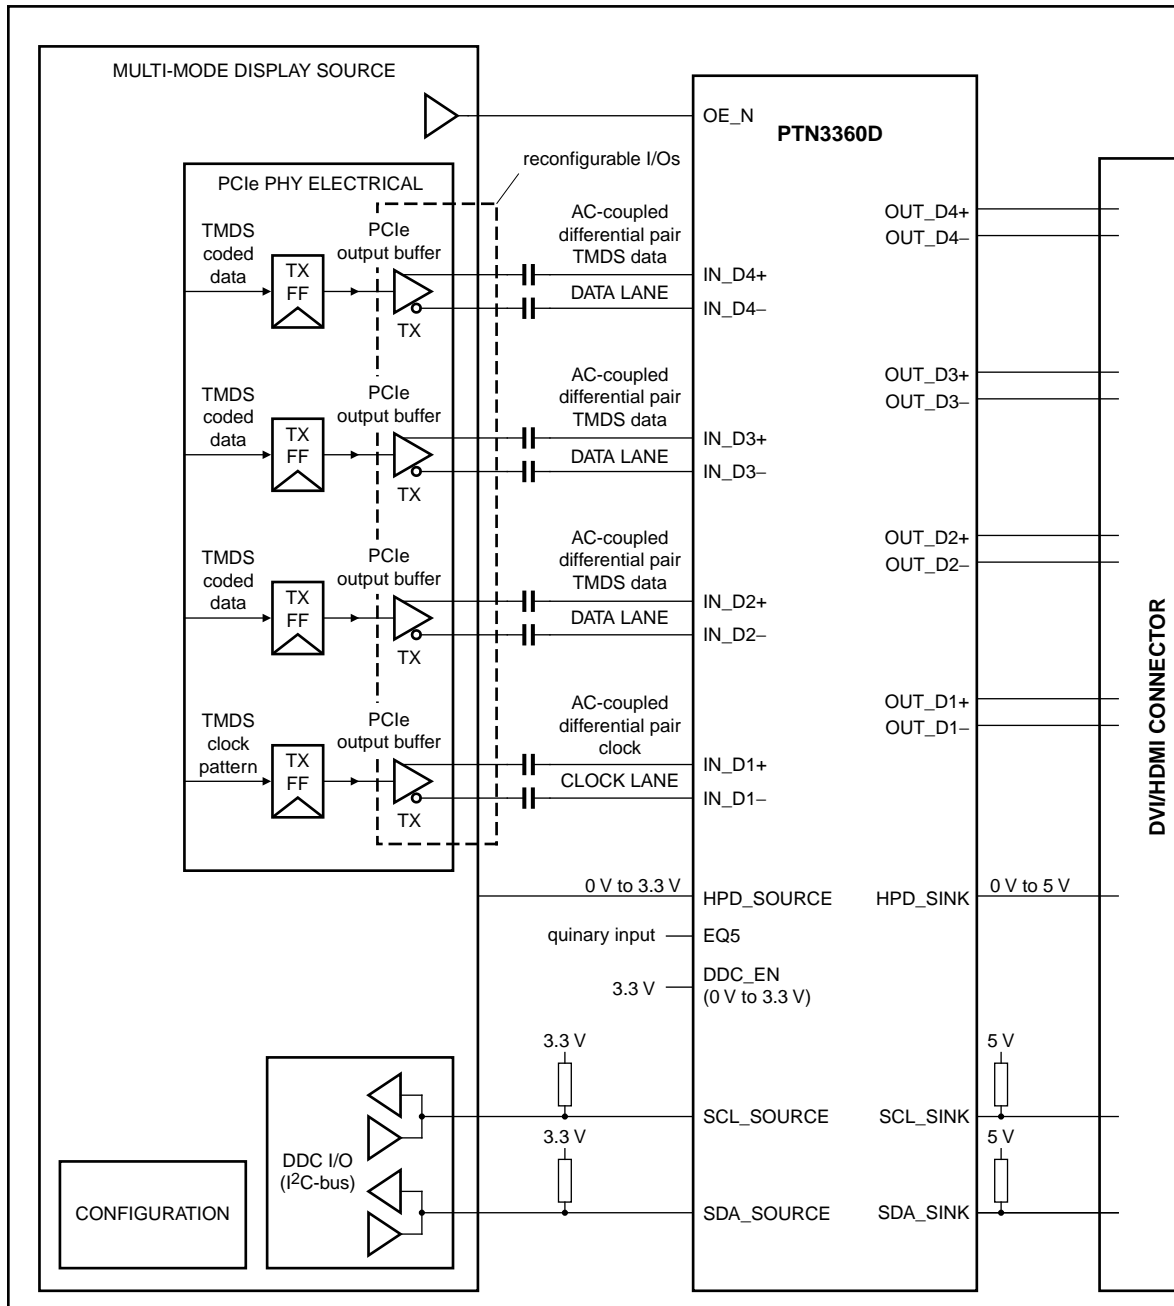 MULTI-MODE DISPLAY SOURCE
OE_N
PTN3360D
reconfigurable I/Os
PCIe PHY ELECTRICAL
TMDS
coded
data
TX
FF
PCIe
output buffer
TX
AC-coupled
differential pair
TMDS data
DATA LANE
IN_D4+
IN_D4−
OUT_D4+
OUT_D4−
TMDS
coded
data
TX
FF
PCIe
output buffer
TX
AC-coupled
differential pair
TMDS data
DATA LANE
IN_D3+
IN_D3−
OUT_D3+
OUT_D3−
TMDS
coded
data
TX
FF
PCIe
output buffer
TX
AC-coupled
differential pair
TMDS data
DATA LANE
IN_D2+
IN_D2−
OUT_D2+
OUT_D2−
TMDS
clock
pattern
TX
FF
PCIe
output buffer
TX
AC-coupled
differential pair
clock
CLOCK LANE
IN_D1+
IN_D1−
OUT_D1+
OUT_D1−
DVI/HDMI CONNECTOR
0 V to 3.3 V
HPD_SOURCE
HPD_SINK
0 V to 5 V
quinary input
EQ5
3.3 V
DDC_EN
(0 V to 3.3 V)
3.3 V
5 V
SCL_SOURCE
SCL_SINK
3.3 V
5 V
DDC I/O
(I²C-bus)
SDA_SOURCE
SDA_SINK
CONFIGURATION